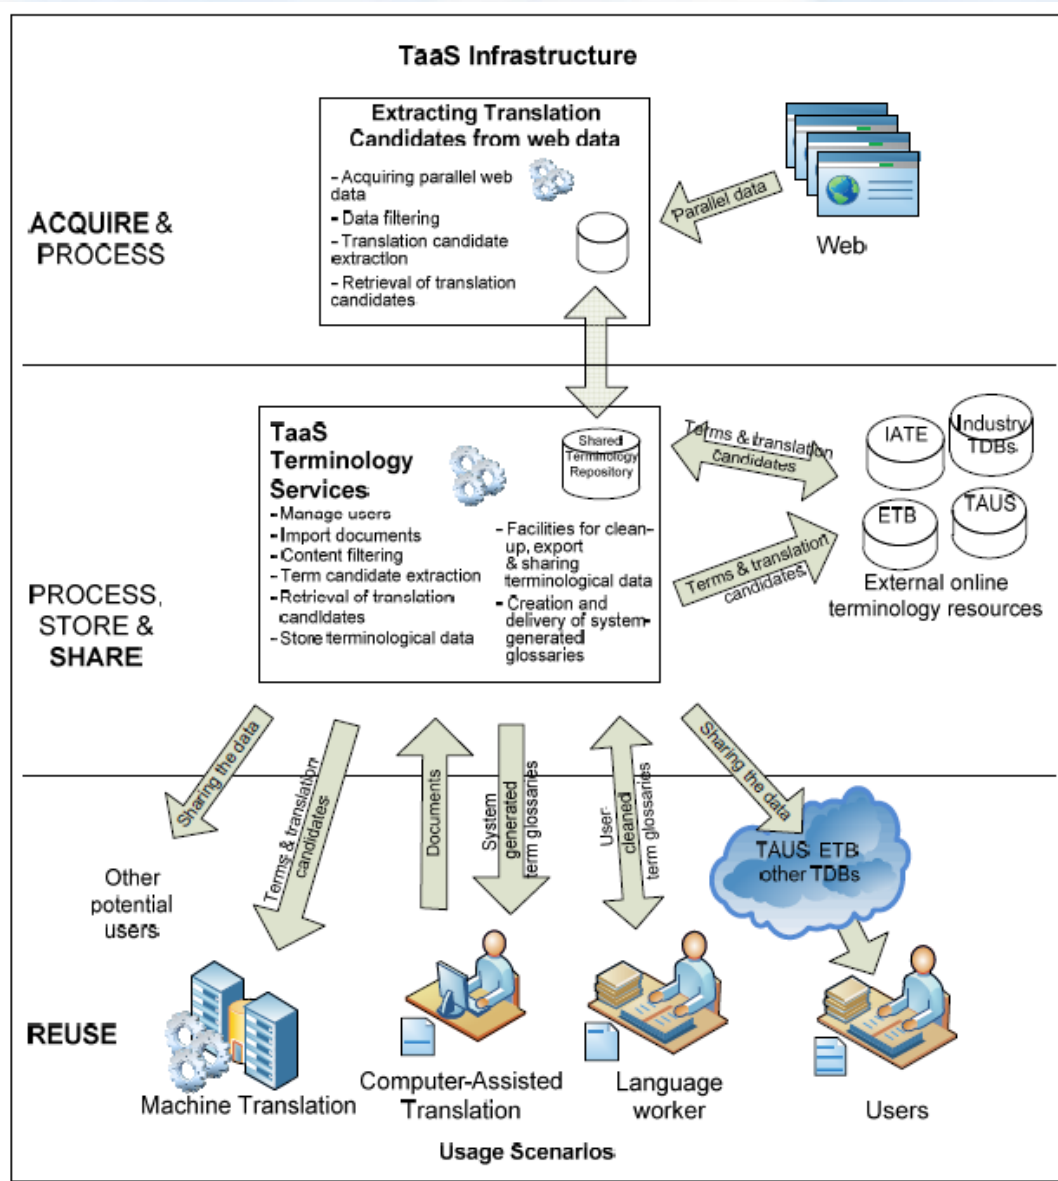 TaaS Infrastructure
Extracting Translation
Candidates from web data
- Acquiring parallel web
data
- Data filtering
- Translation candidate
extraction
- Retrieval of translation
candidates
Parallel data
Web
ACQUIRE &
PROCESS
TaaS
Terminology
Services
- Manage users
- Import documents
- Content filtering
- Term candidate extraction
- Retrieval of translation
candidates
- Store terminological data
Shared
Terminology
Repository
- Facilities for clean-
up, export
& sharing
terminological data
- Creation and
delivery of system-
generated
glossaries
Terms & translation
candidates
Terms & translation
candidates
IATE
Industry
TDBs
ETB
TAUS
External online
terminology resources
PROCESS,
STORE &
SHARE
Sharing the data
Terms & translation
candidates
Documents
System
generated
term glossaries
User-
cleaned
term glossaries
Sharing the data
TAUS, ETB,
other TDBs
Other
potential
users
REUSE
Machine Translation
Computer-Assisted
Translation
Language
worker
Users
Usage Scenarios